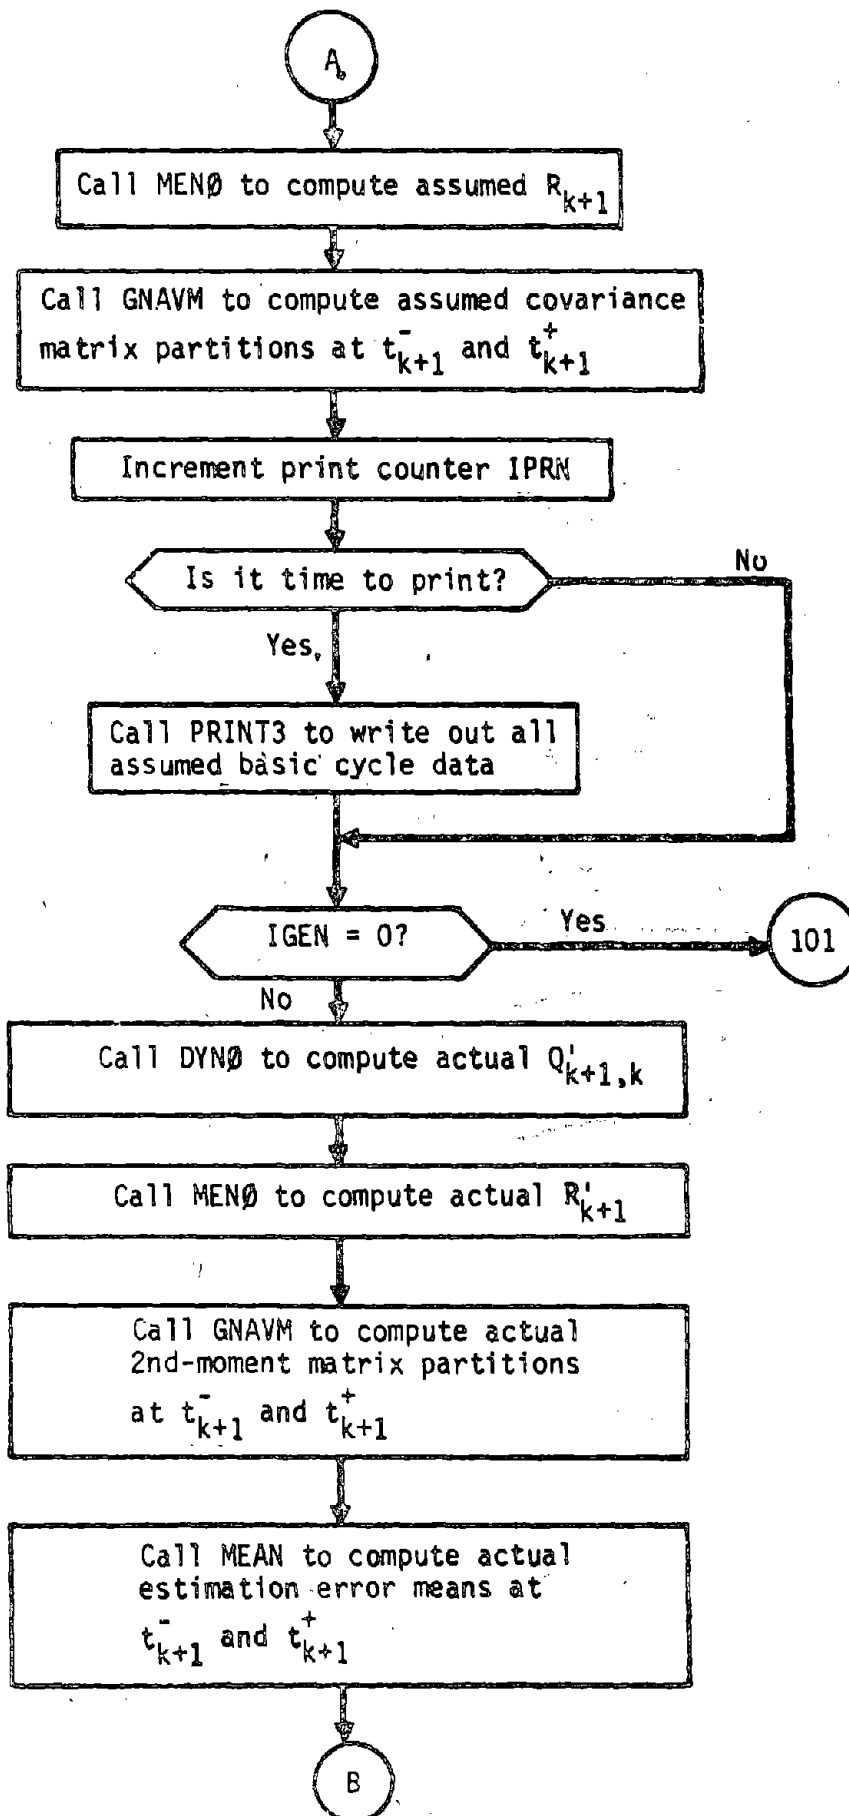 A
Call MENØ to compute assumed R_{k+1}
Call GNAVM to compute assumed covariance
matrix partitions at t^-_{k+1} and t^+_{k+1}
Increment print counter IPRN
Is it time to print?
No
Yes
Call PRINT3 to write out all
assumed basic cycle data
IGEN = 0?
Yes
101
No
Call DYNØ to compute actual Q'_{k+1,k}
Call MENØ to compute actual R'_{k+1}
Call GNAVM to compute actual
2nd-moment matrix partitions
at t^-_{k+1} and t^+_{k+1}
Call MEAN to compute actual
estimation error means at
t^-_{k+1} and t^+_{k+1}
B